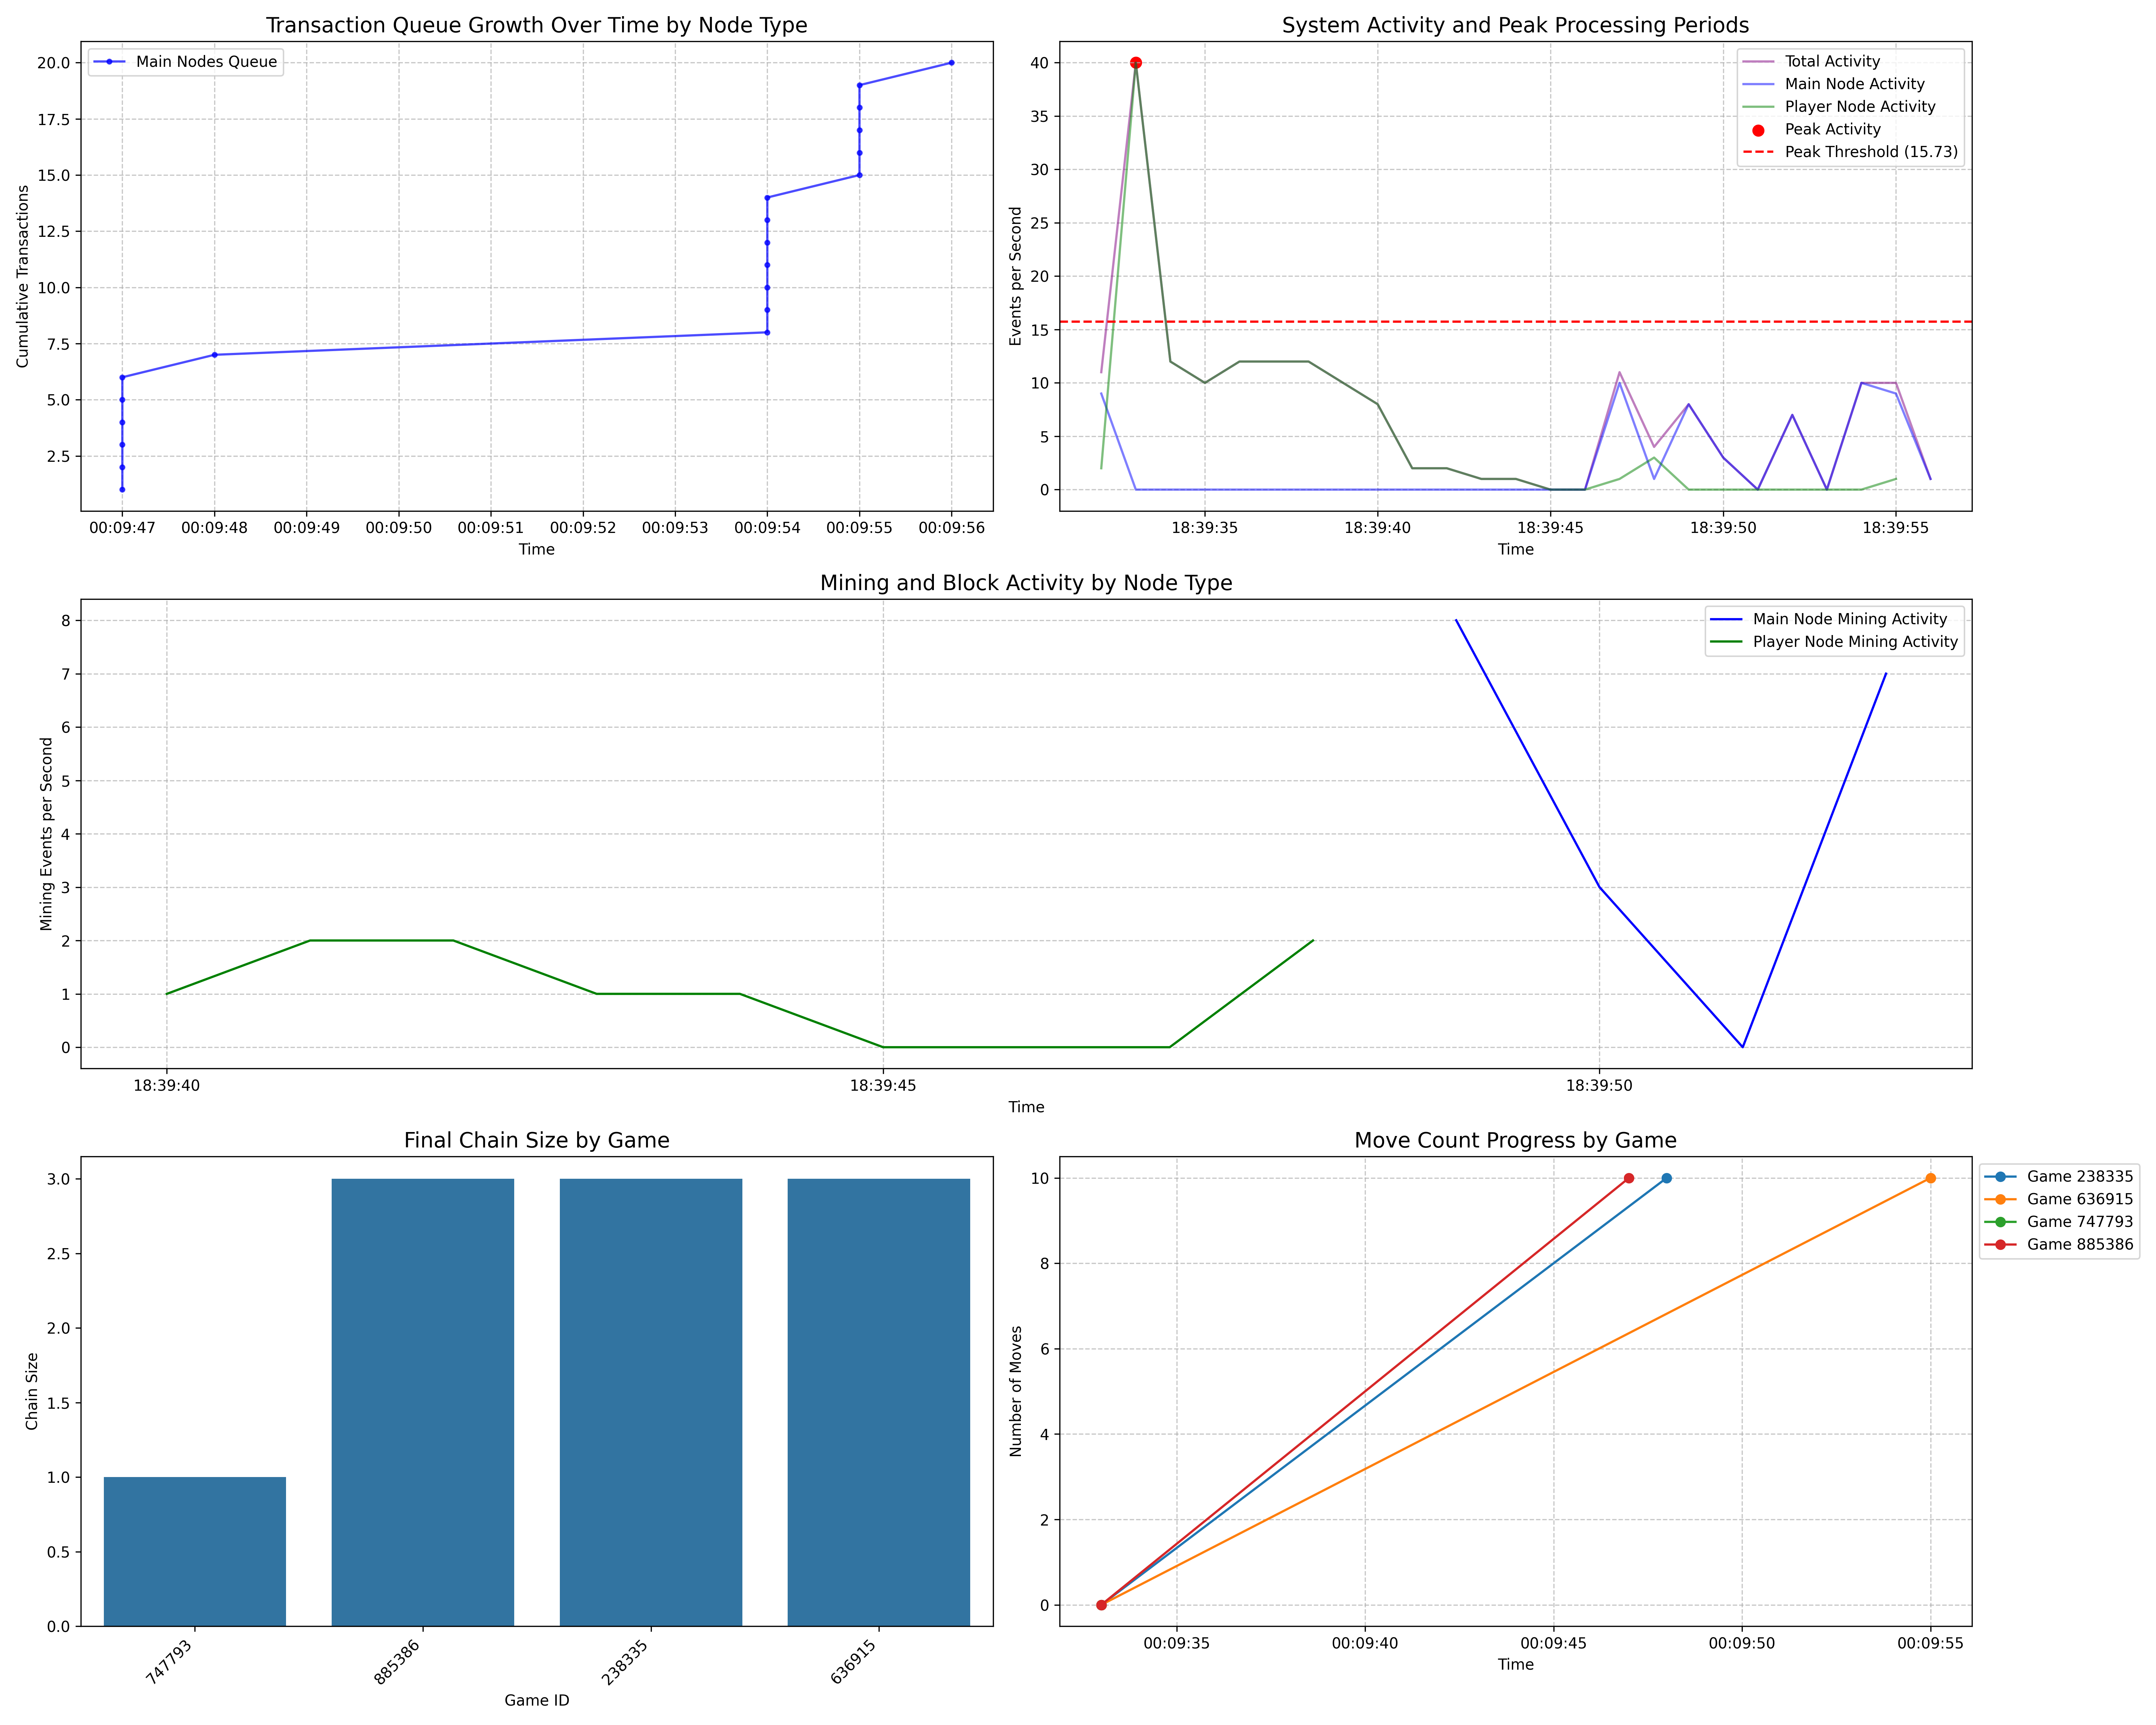 Transaction Queue Growth Over Time by Node Type
Main Nodes Queue
Cumulative Transactions
20.0
17.5
15.0
12.5
10.0
7.5
5.0
2.5
00:09:47 00:09:48 00:09:49 00:09:50 00:09:51 00:09:52 00:09:53 00:09:54 00:09:55 00:09:56
Time
System Activity and Peak Processing Periods
Total Activity
Main Node Activity
Player Node Activity
Peak Activity
Peak Threshold (15.73)
Events per Second
40
35
30
25
20
15
10
5
0
18:39:35 18:39:40 18:39:45 18:39:50 18:39:55
Time
Mining and Block Activity by Node Type
Main Node Mining Activity
Player Node Mining Activity
Mining Events per Second
8
7
6
5
4
3
2
1
0
18:39:40 18:39:45 18:39:50
Time
Final Chain Size by Game
Chain Size
3.0
2.5
2.0
1.5
1.0
0.5
0.0
747793 885386 238335 636915
Game ID
Move Count Progress by Game
Game 238335
Game 636915
Game 747793
Game 885386
Number of Moves
10
8
6
4
2
0
00:09:35 00:09:40 00:09:45 00:09:50 00:09:55
Time